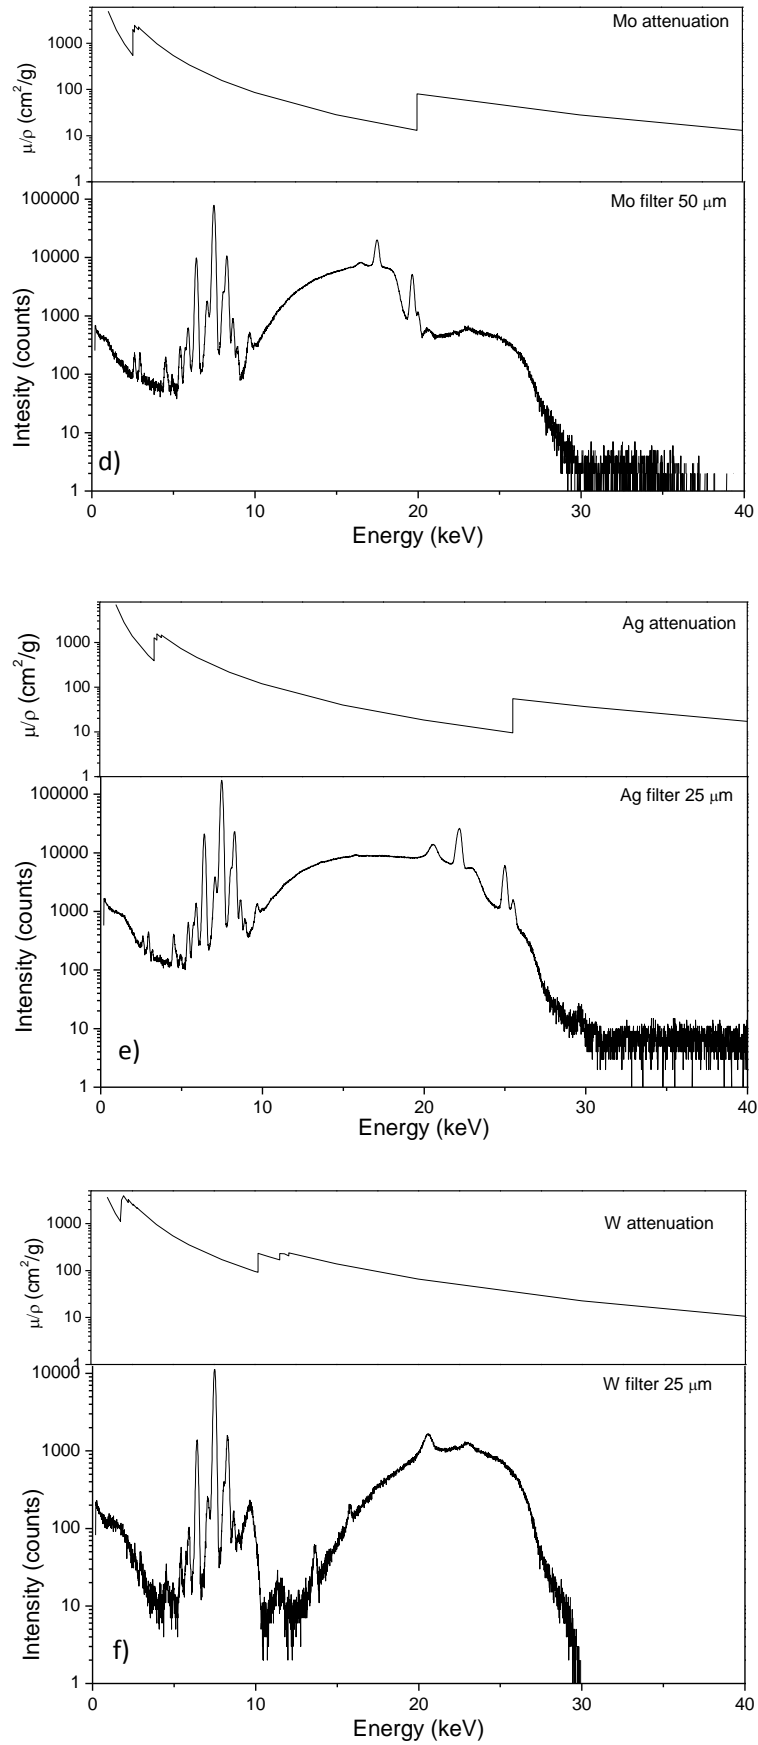 Mo attenuation
μ/ρ (cm²/g)
1000
100
10
1
Mo filter 50 μm
Intesity (counts)
100000
10000
1000
100
10
1
d)
0 10 20 30 40
Energy (keV)
Ag attenuation
μ/ρ (cm²/g)
1000
100
10
1
Ag filter 25 μm
Intensity (counts)
100000
10000
1000
100
10
1
e)
0 10 20 30 40
Energy (keV)
W attenuation
μ/ρ (cm²/g)
1000
100
10
1
W filter 25 μm
Intensity (counts)
10000
1000
100
10
1
f)
0 10 20 30 40
Energy (keV)